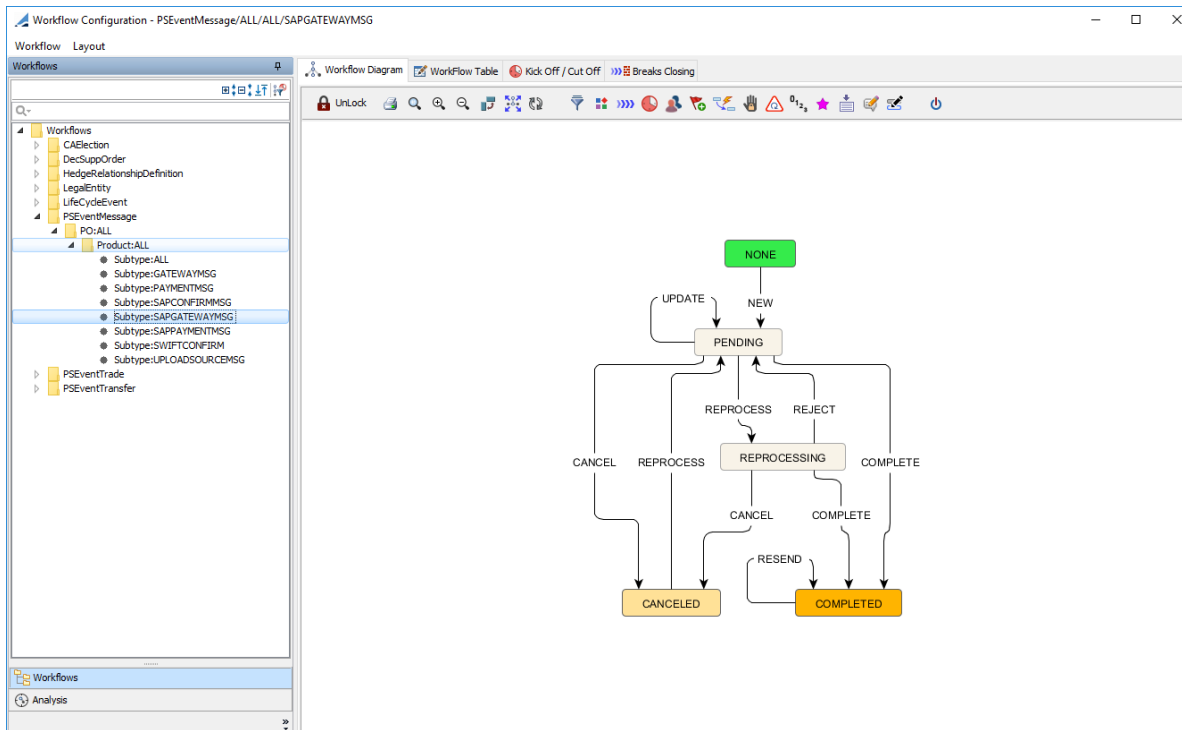 Workflow Configuration - PSEventMessage/ALL/ALL/SAPGATEWAYMSG
Workflow Layout
Workflows
Workflows
CAElection
DecSuppOrder
HedgeRelationshipDefinition
LegalEntity
LifeCycleEvent
PSEventMessage
PO:ALL
Product:ALL
Subtype:ALL
Subtype:GATEWAYMSG
Subtype:PAYMENTMSG
Subtype:SAPCONFIRMMSG
Subtype:SAPGATEWAYMSG
Subtype:SAPPAYMENTMSG
Subtype:SWIFTCONFIRM
Subtype:UPLOADSOURCEMSG
PSEventTrade
PSEventTransfer
Workflows
Analysis
Workflow Diagram WorkFlow Table Kick Off / Cut Off Breaks Closing
UnLock
NONE
UPDATE NEW
PENDING
REPROCESS REJECT
REPROCESSING
CANCEL REPROCESS COMPLETE
CANCEL COMPLETE
RESEND
CANCELED COMPLETED